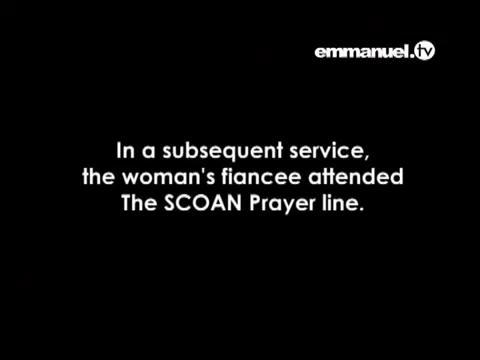 emmanuel.tv
In a subsequent service,
the woman's fiancee attended
The SCOAN Prayer line.